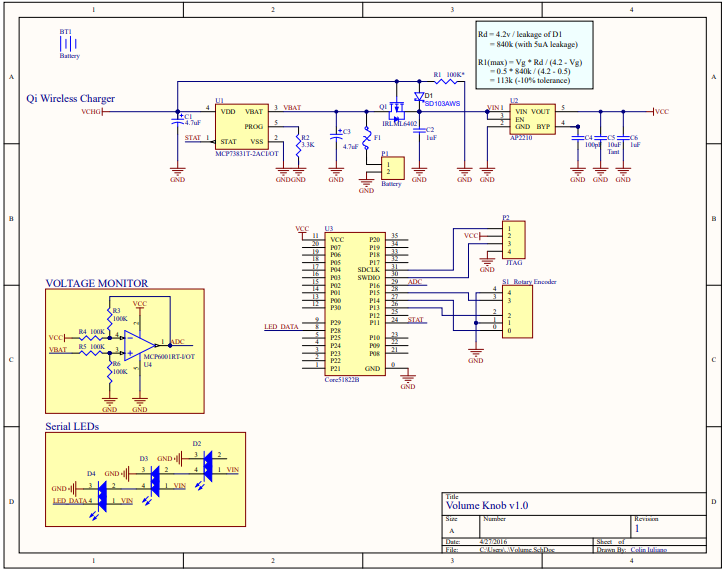 1 2 3 4
A
BT1
Battery
Rd = 4.2v / leakage of D1
= 840k (with 5uA leakage)
R1(max) = Vg * Rd / (4.2 - Vg)
= 0.5 * 840k / (4.2 - 0.5)
= 113k (-10% tolerance)
A
Qi Wireless Charger
VCHG
C1
4.7uF
STAT
U1
4 VDD VBAT 3 VBAT
PROG 5
1 STAT VSS 2
MCP73831T-2ACI/OT
R2
3.3K
C3
4.7uF
F1
P1
1
2
Battery
Q1
IRLML6402
D1
SD103AWS
R1 100K*
C2
1uF
VIN
U2
1 VIN VOUT 5
3 EN
2 GND BYP 4
AP2210
C4
100pF
C5
10uF
Tant
C6
1uF
VCC
GND GND GND GND GND GND GND GND GND GND GND
B
B
U3
VCC
11 VCC P20 35
20 P07 P19 34
19 P06 P18 33
18 P05 P17 32
17 P04 SDCLK 31
16 P03 SWDIO 30
15 P02 P16 29 ADC
14 P01 P15 28
13 P00 P14 27
12 P30 P13 26
P12 25
LED_DATA
9 P29 P11 24 STAT
8 P28
5 P25 P10 23
4 P24 P09 22
3 P23 P08 21
2 P22
1 P21 GND 0
Core51822B
GND
P2
1
VCC 2
3
4
GND
JTAG
S1 Rotary Encoder
4 4
3 3
2 2
1 1
0 0
GND
C
C
VOLTAGE MONITOR
R3
100K
VCC
VCC
R4 100K
VBAT
R5 100K
R6
100K
4
3
2
5
1
ADC
MCP6001RT-I/OT
U4
GND GND
Serial LEDs
D2
GND 3 2
4 1 VIN
D3
GND 3 2
4 1 VIN
D4
GND 3 2
LED_DATA 4 1 VIN
D
D
Title
Volume Knob v1.0
Size Number Revision
A 1
Date: 4/27/2016 Sheet of
File: C:\Users\..\Volume.SchDoc Drawn By: Colin Iuliano
1 2 3 4